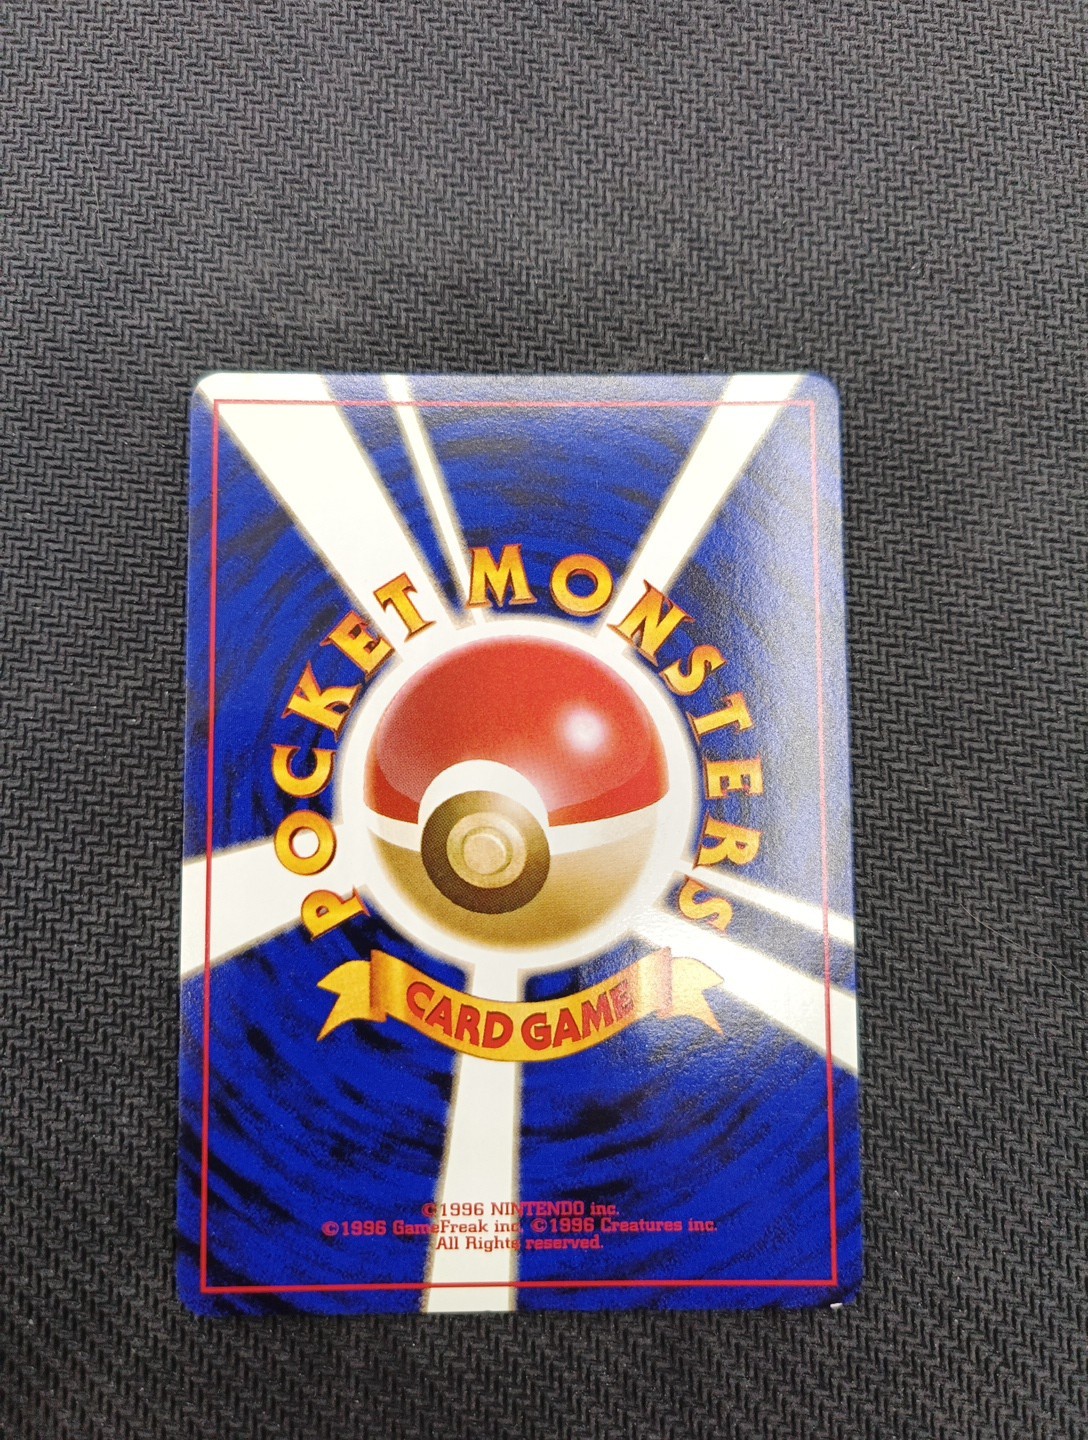 POCKET MONSTERS
CARD GAME
©1996 NINTENDO inc.
©1996 GameFreak inc. ©1996 Creatures inc.
All Rights reserved.